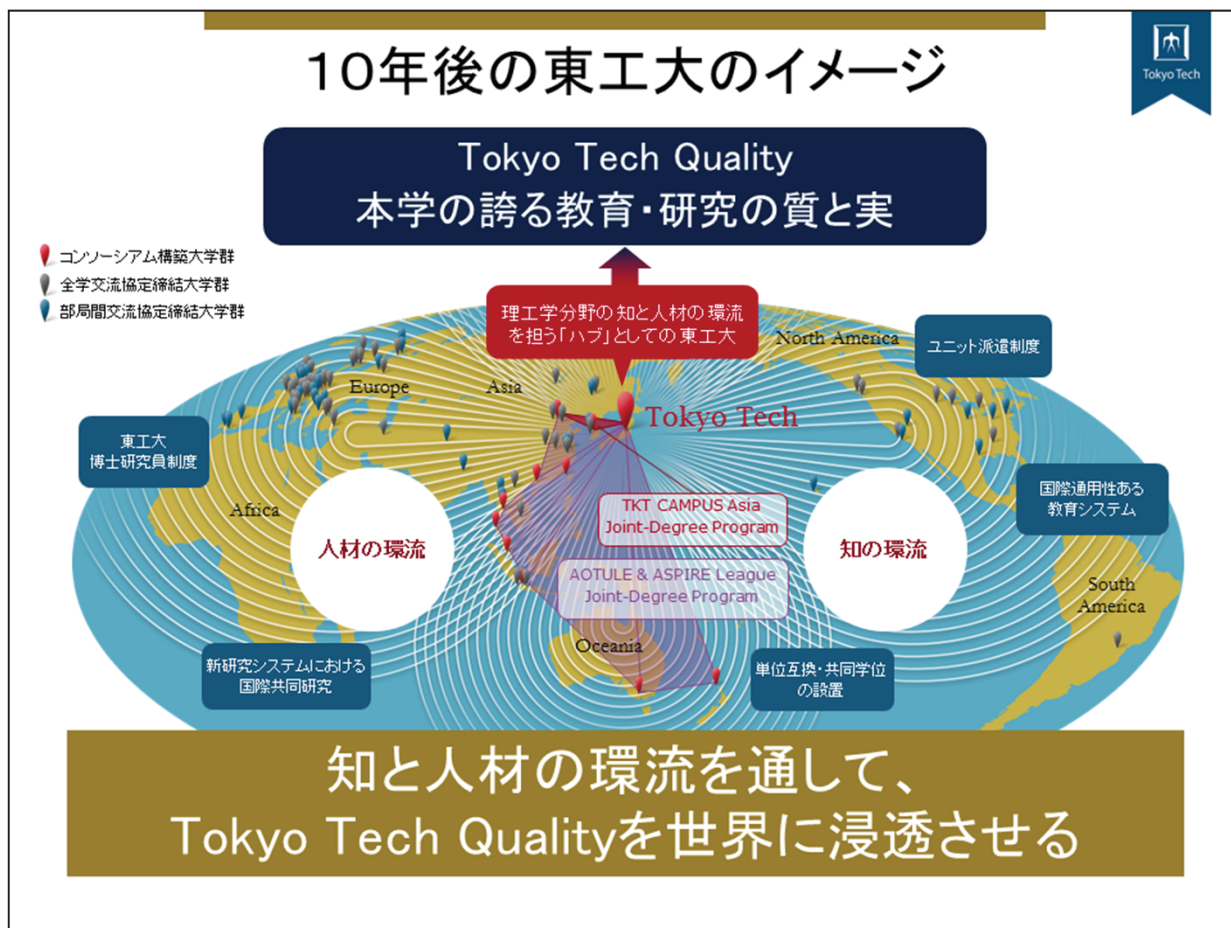 10年後の東工大のイメージ
Tokyo Tech
Tokyo Tech Quality
本学の誇る教育・研究の質と実
コンソーシアム構築大学群
全学交流協定締結大学群
部局間交流協定締結大学群
理工学分野の知と人材の環流
を担う「ハブ」としての東工大
North America
ユニット派遣制度
Europe
Asia
Tokyo Tech
東工大
博士研究員制度
国際通用性ある
教育システム
Africa
人材の環流
TKT CAMPUS Asia
Joint-Degree Program
知の環流
AOTULE & ASPIRE League
Joint-Degree Program
South
America
Oceania
新研究システムにおける
国際共同研究
単位互換・共同学位
の設置
知と人材の環流を通して、
Tokyo Tech Qualityを世界に浸透させる